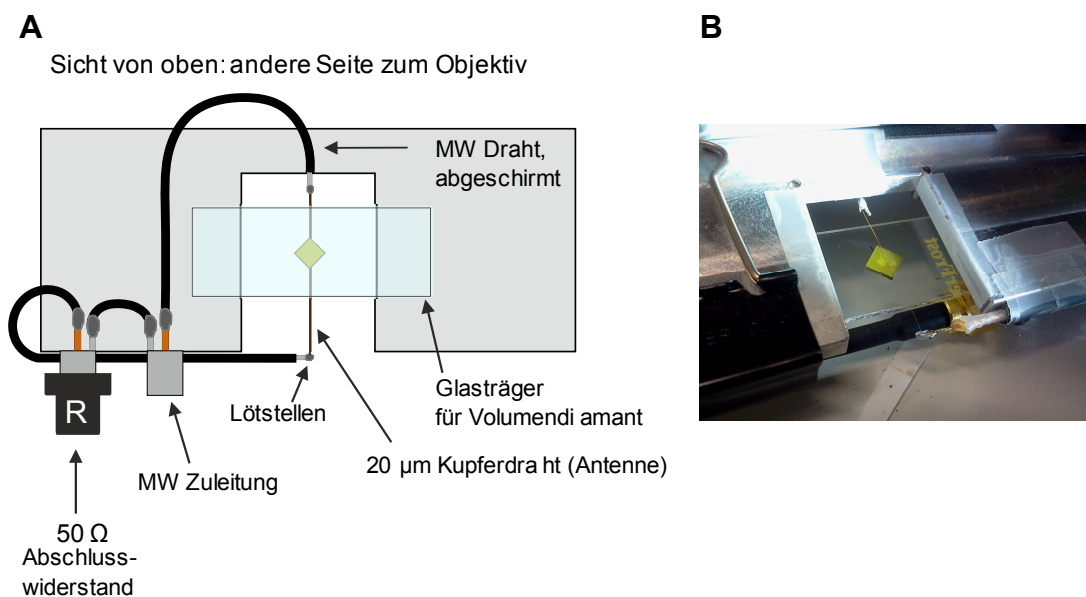 A
Sicht von oben: andere Seite zum Objektiv
MW Draht,
abgeschirmt
Glasträger
für Volumendi amant
Lötstellen
20 µm Kupferdra ht (Antenne)
MW Zuleitung
R
50 Ω
Abschluss-
widerstand
B